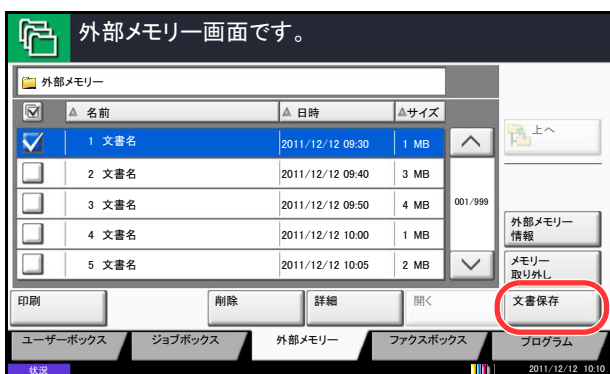 外部メモリー画面です。
外部メモリー
名前 日時 サイズ
1 文書名 2011/12/12 09:30 1 MB
2 文書名 2011/12/12 09:40 3 MB
3 文書名 2011/12/12 09:50 4 MB
4 文書名 2011/12/12 10:00 1 MB
5 文書名 2011/12/12 10:05 2 MB
001/999
上へ
外部メモリー
情報
メモリー
取り外し
印刷 削除 詳細 開く 文書保存
ユーザーボックス ジョブボックス 外部メモリー ファクスボックス プログラム
状況 2011/12/12 10:10